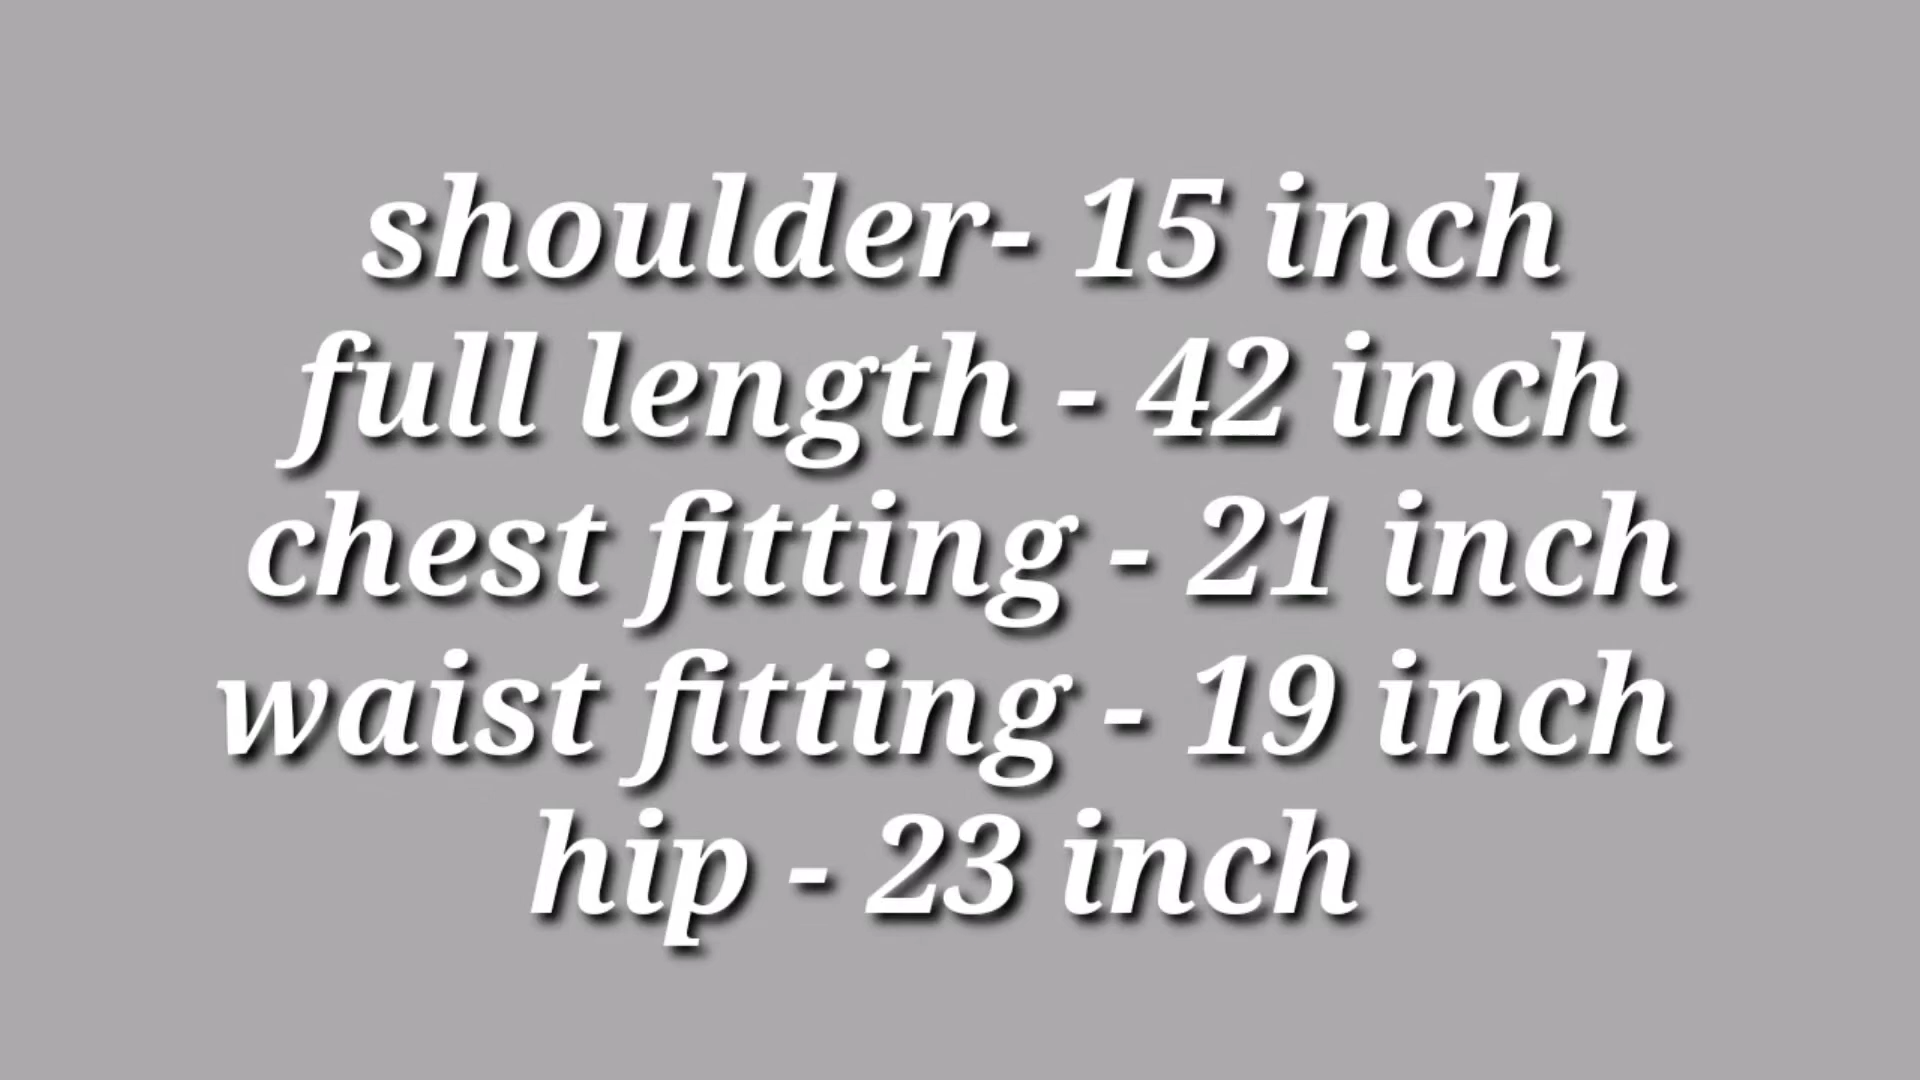 shoulder- 15 inch
full length - 42 inch
chest fitting - 21 inch
waist fitting - 19 inch
hip - 23 inch